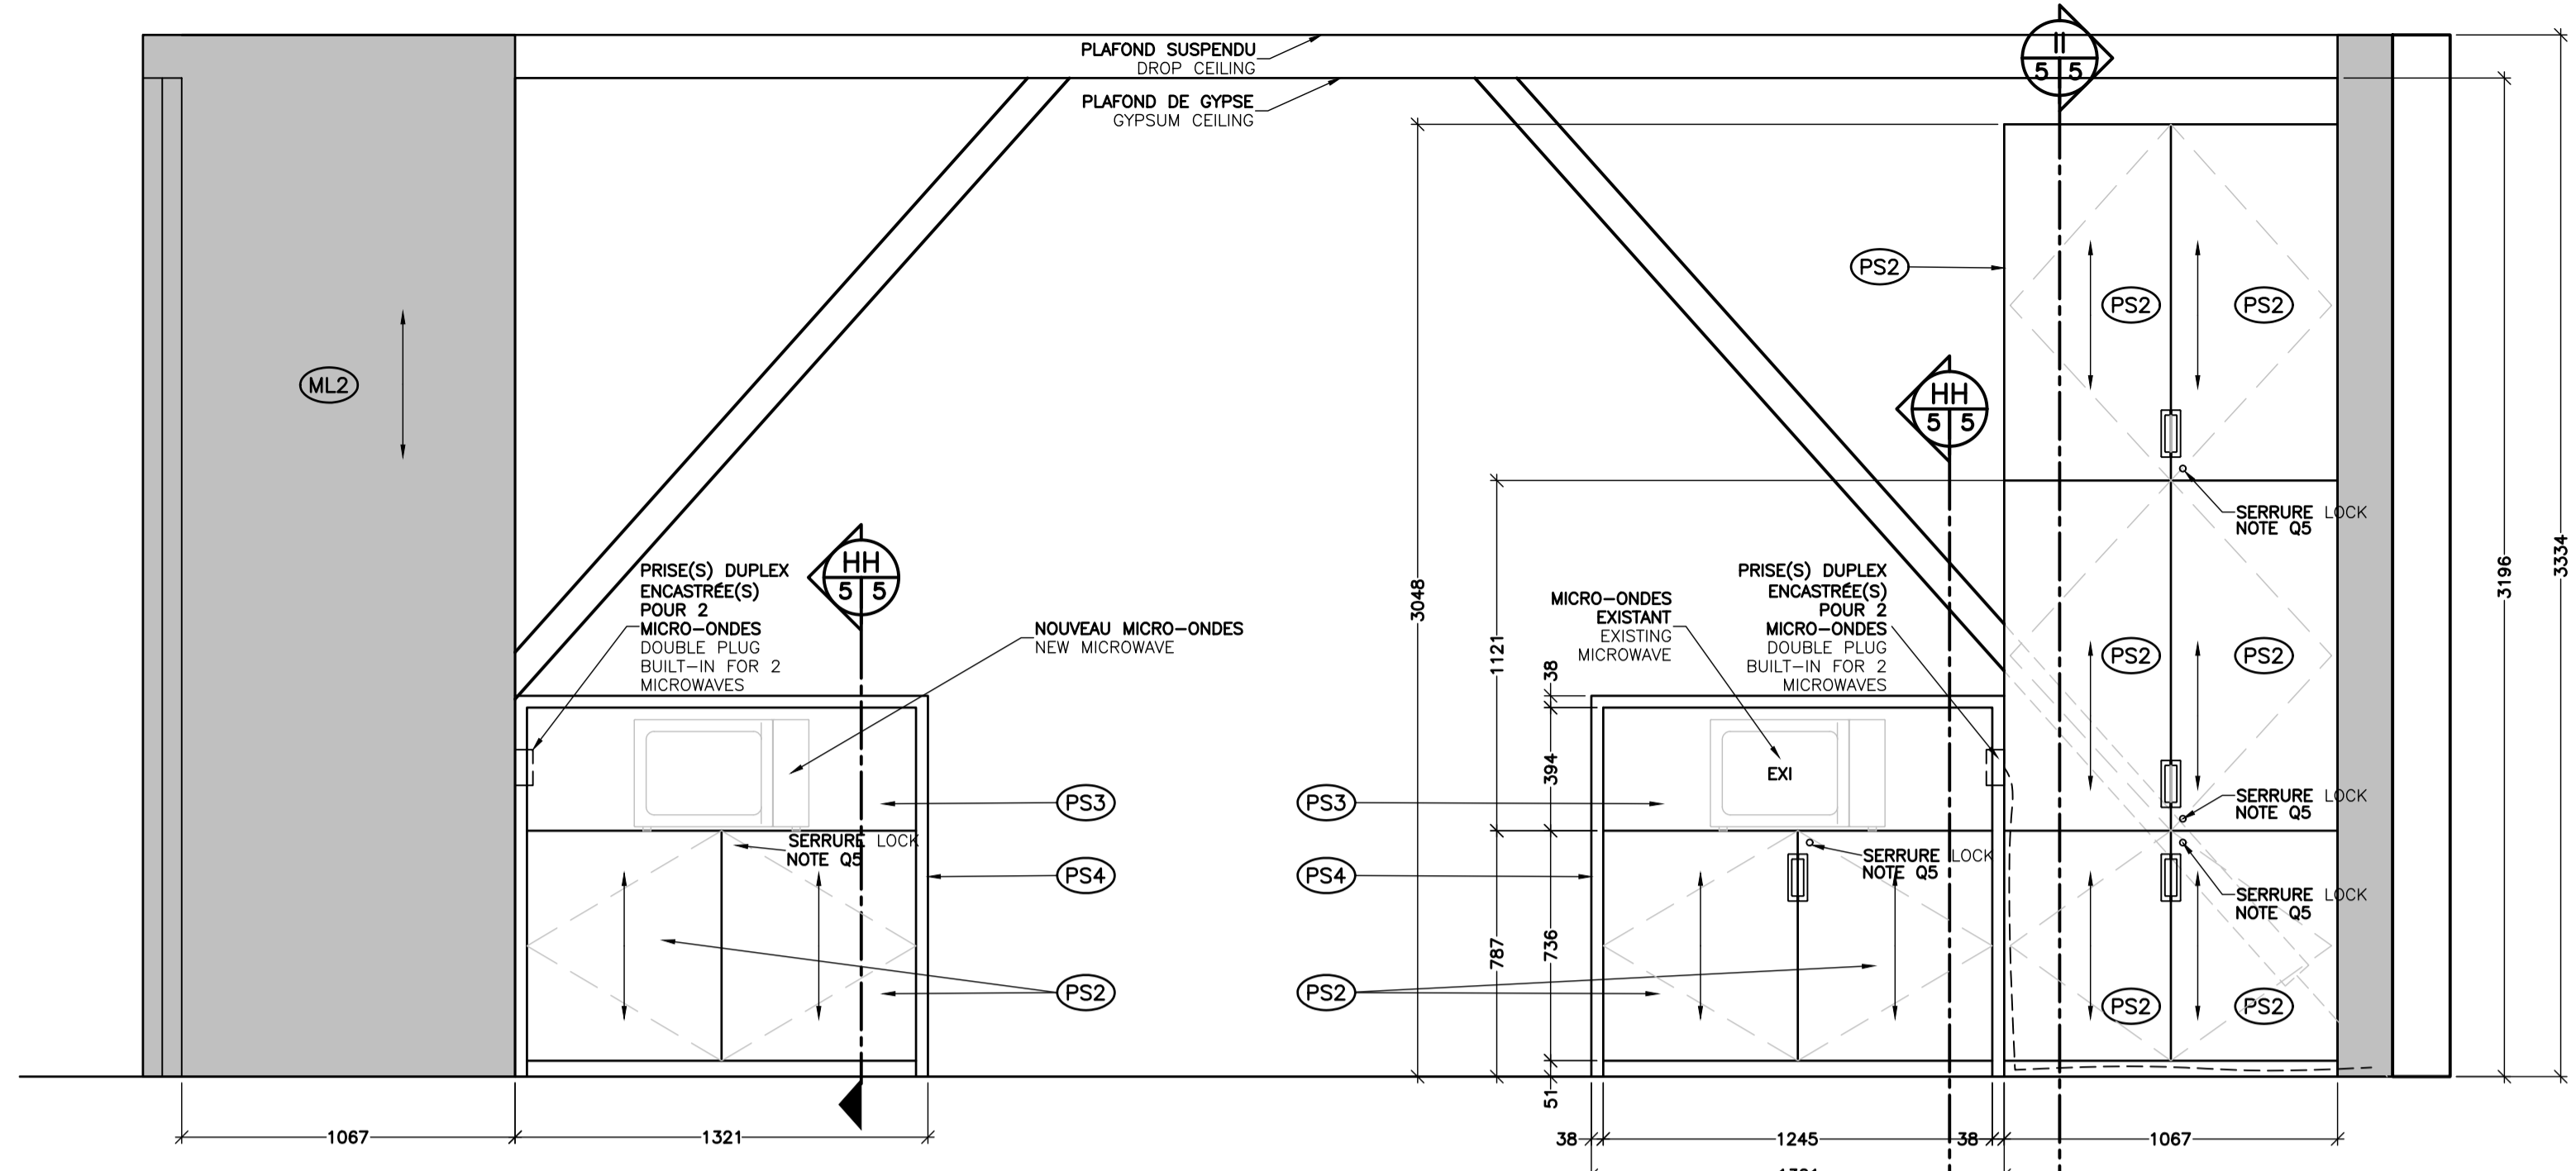 PLAFOND SUSPENDU
DROP CEILING
PLAFOND DE GYPSE
GYPSUM CEILING
II
5 5
PS2
PS2
PS2
ML2
HH
5 5
SERRURE LOCK
NOTE Q5
3048
3196
3334
1121
PRISE(S) DUPLEX
ENCASTRÉE(S)
POUR 2
MICRO-ONDES
DOUBLE PLUG
BUILT-IN FOR 2
MICROWAVES
HH
5 5
NOUVEAU MICRO-ONDES
NEW MICROWAVE
MICRO-ONDES
EXISTANT
EXISTING
MICROWAVE
PRISE(S) DUPLEX
ENCASTRÉE(S)
POUR 2
MICRO-ONDES
DOUBLE PLUG
BUILT-IN FOR 2
MICROWAVES
PS2
PS2
38
394
EXI
PS3
PS3
SERRURE LOCK
NOTE Q5
SERRURE LOCK
NOTE Q5
PS4
PS4
SERRURE LOCK
NOTE Q5
SERRURE LOCK
NOTE Q5
787
736
PS2
PS2
PS2
PS2
51
1067
1321
38
1245
38
1067